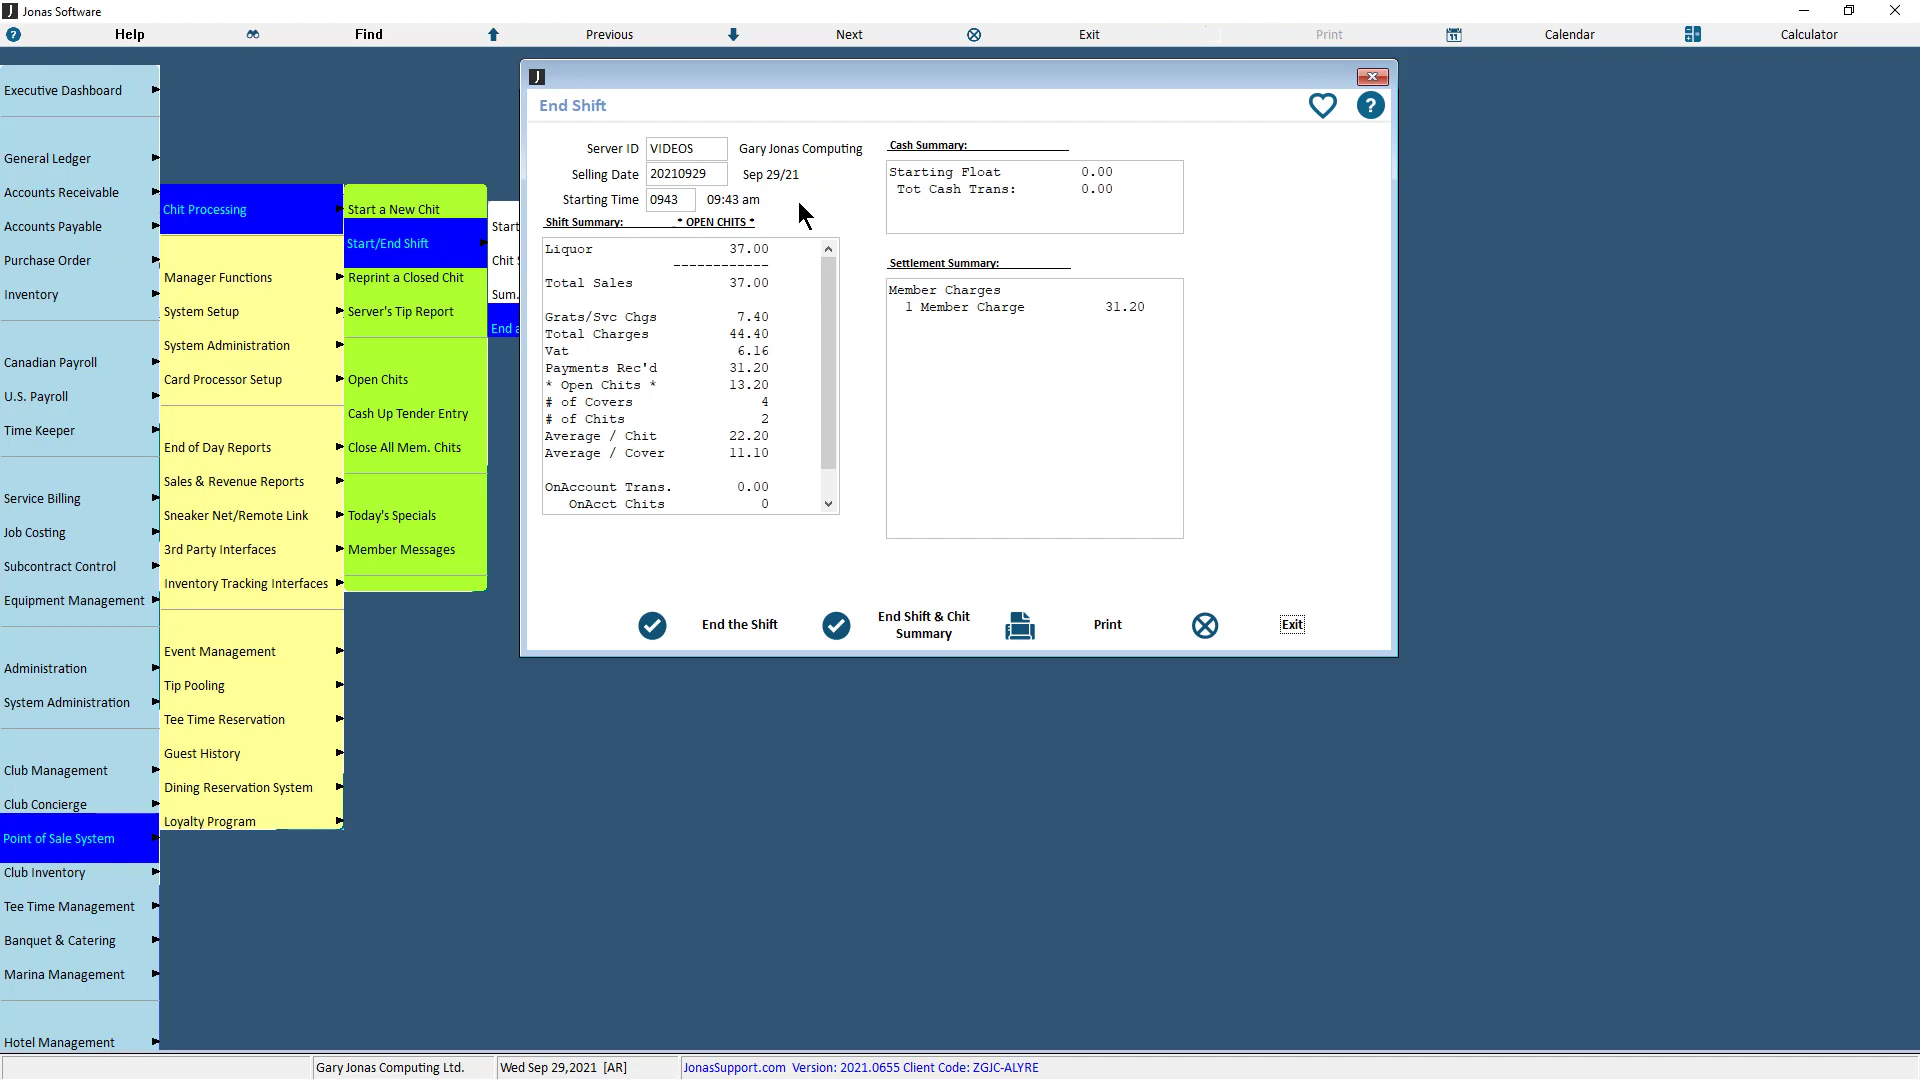 Jonas Software
Help Find Previous Next Exit Print Calendar Calculator
Executive Dashboard
General Ledger
Accounts Receivable
Accounts Payable
Purchase Order
Inventory
Canadian Payroll
U.S. Payroll
Time Keeper
Service Billing
Job Costing
Subcontract Control
Equipment Management
Administration
System Administration
Club Management
Club Concierge
Point of Sale System
Club Inventory
Tee Time Management
Banquet & Catering
Marina Management
Hotel Management
Chit Processing
Manager Functions
System Setup
System Administration
Card Processor Setup
End of Day Reports
Sales & Revenue Reports
Sneaker Net/Remote Link
3rd Party Interfaces
Inventory Tracking Interfaces
Event Management
Tip Pooling
Tee Time Reservation
Guest History
Dining Reservation System
Loyalty Program
Start a New Chit
Start/End Shift
Reprint a Closed Chit
Server's Tip Report
Open Chits
Cash Up Tender Entry
Close All Mem. Chits
Today's Specials
Member Messages
Start
Chit S
Sum.
End a
End Shift
Server ID VIDEOS Gary Jonas Computing
Selling Date 20210929 Sep 29/21
Starting Time 0943 09:43 am
Shift Summary: * OPEN CHITS *
Liquor 37.00
------------
Total Sales 37.00
Grats/Svc Chgs 7.40
Total Charges 44.40
Vat 6.16
Payments Rec'd 31.20
* Open Chits * 13.20
# of Covers 4
# of Chits 2
Average / Chit 22.20
Average / Cover 11.10
OnAccount Trans. 0.00
OnAcct Chits 0
Cash Summary:
Starting Float 0.00
Tot Cash Trans: 0.00
Settlement Summary:
Member Charges
1 Member Charge 31.20
End the Shift
End Shift & Chit
Summary
Print
Exit
Gary Jonas Computing Ltd. Wed Sep 29,2021 [AR] JonasSupport.com Version: 2021.0655 Client Code: ZGJC-ALYRE